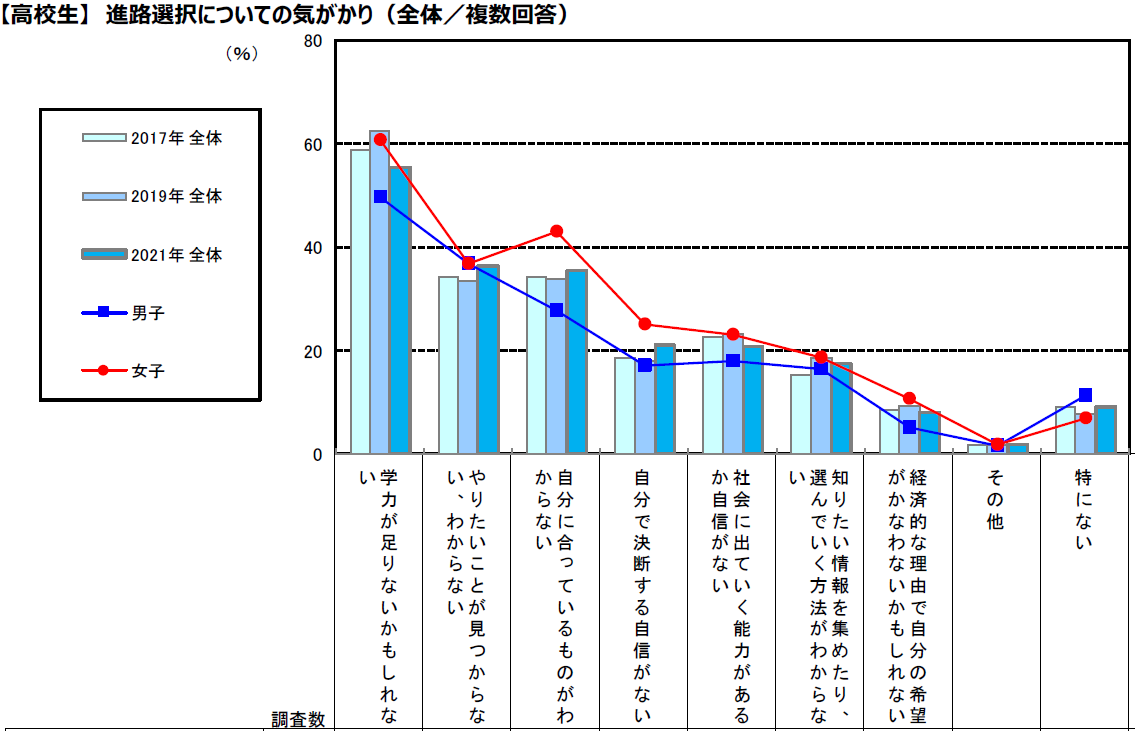 【高校生】 進路選択についての気がかり（全体／複数回答）
（％）
80
60
40
20
0
2017年 全体
2019年 全体
2021年 全体
男子
女子
学力が足りないかもしれな
い
やりたいことが見つからな
い、わからない
自分に合っているものがわ
からない
自分で決断する自信がない
社会に出ていく能力がある
か自信がない
知りたい情報を集めたり、
選んでいく方法がわからな
い
経済的な理由で自分の希望
がかなわないかもしれない
その他
特にない
調査数